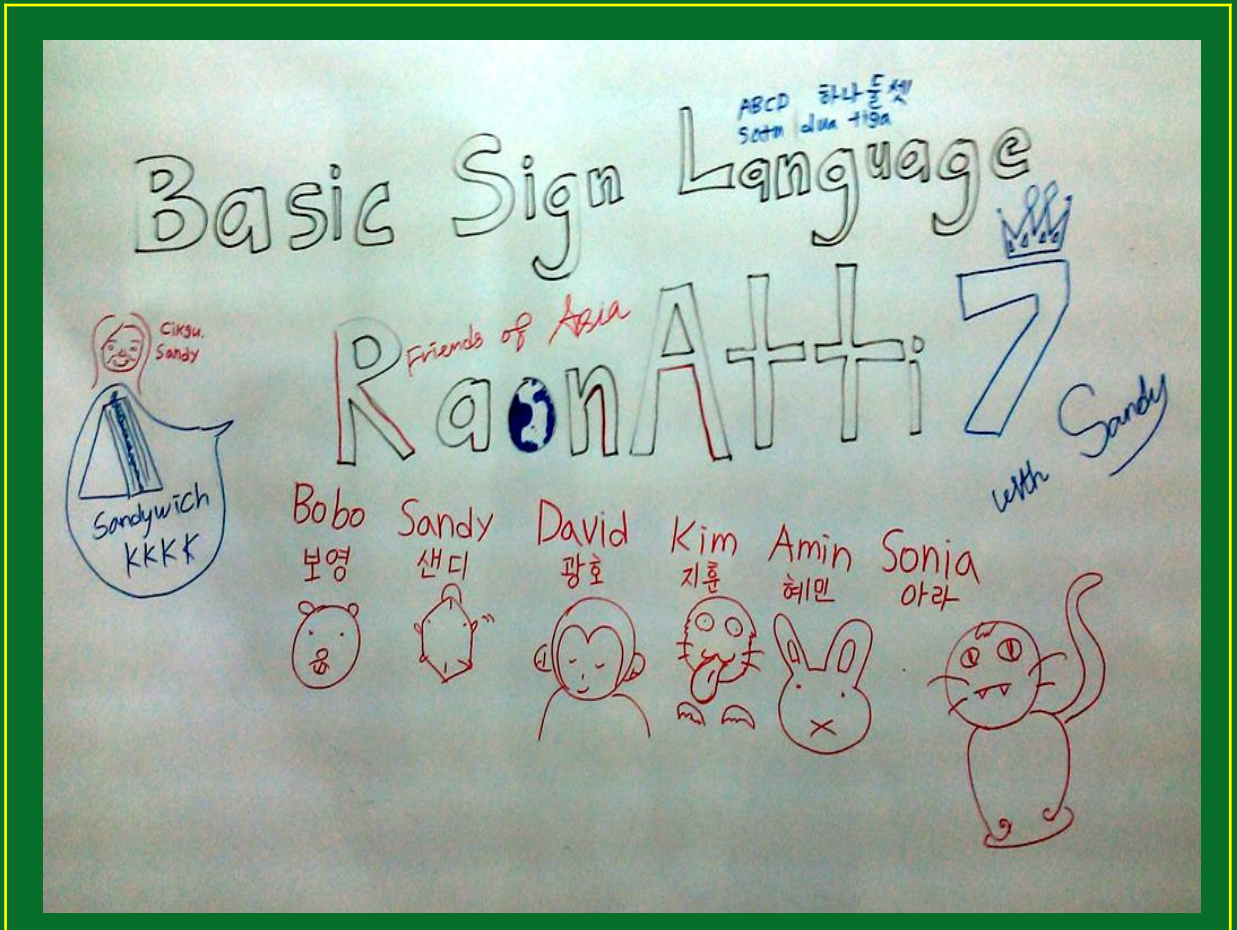 ABCD 하나둘셋
satu dua tiga
Basic Sign Language
Friends of Asia
RaonAtti 7
with Sandy
Cikgu.
Sandy
Sandywich
KKKK
Bobo Sandy David Kim Amin Sonia
보영 샌디 광호 지훈 혜민 아라